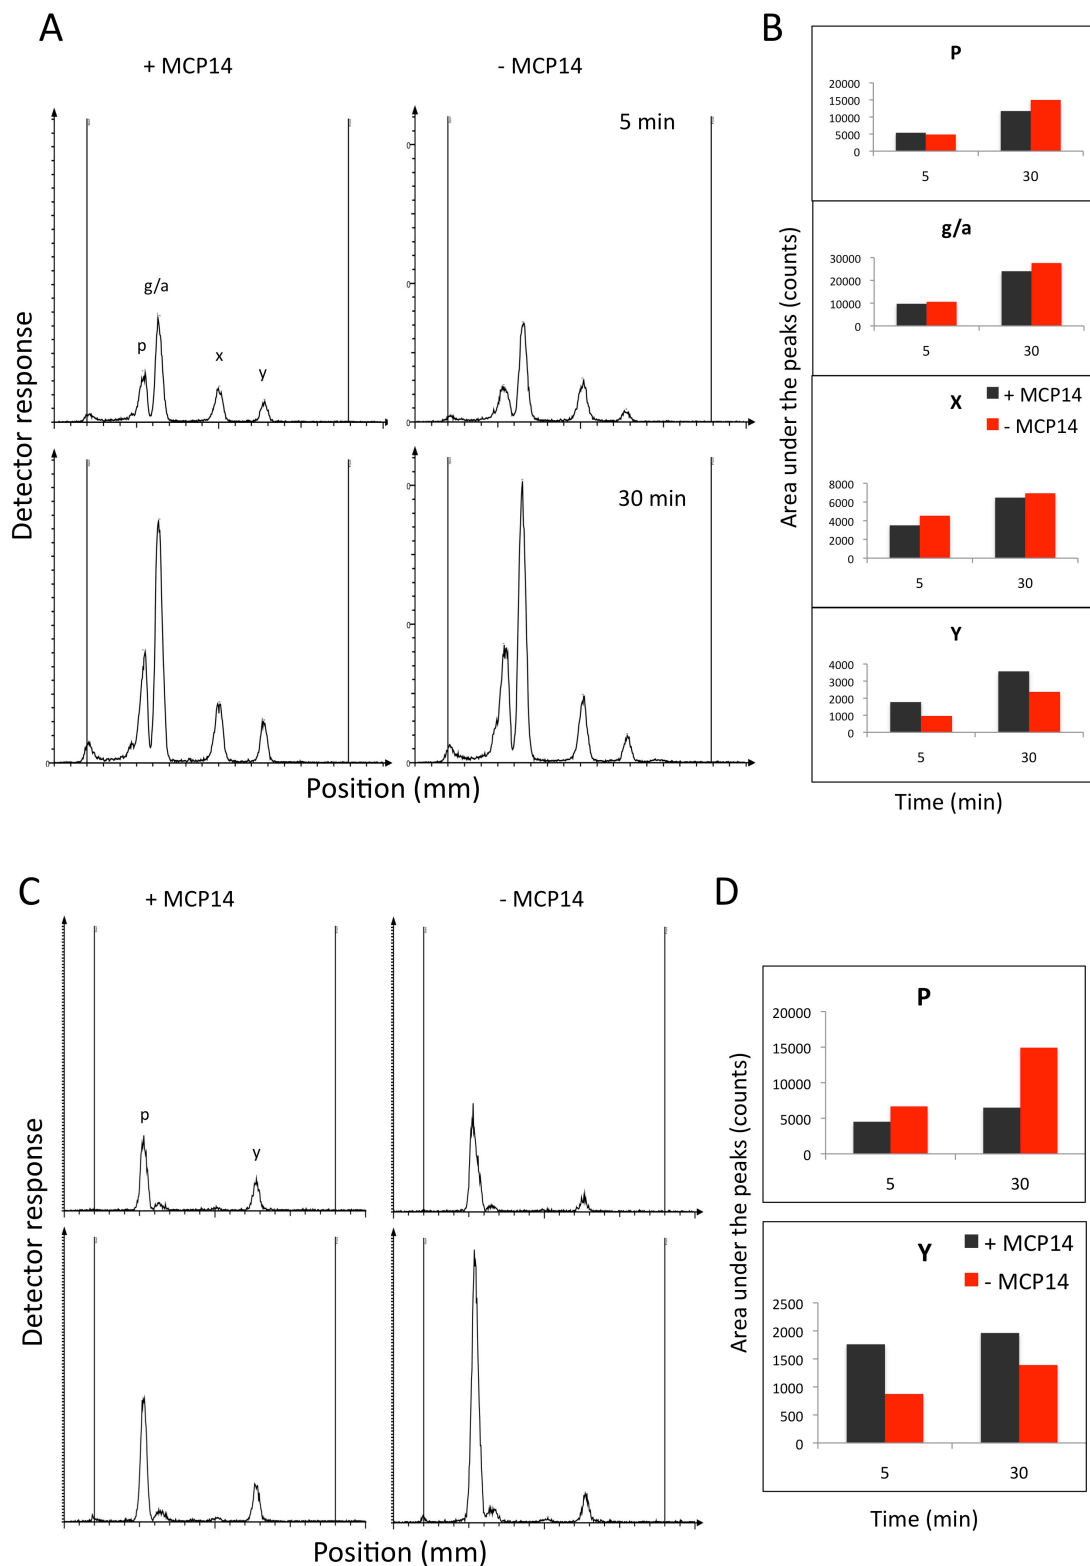 A
+ MCP14
- MCP14
5 min
p
g/a
x
y
30 min
Detector response
Position (mm)
B
P
20000
15000
10000
5000
0
5
30
g/a
30000
20000
10000
0
5
30
X
+ MCP14
- MCP14
8000
6000
4000
2000
0
5
30
Y
4000
3000
2000
1000
0
5
30
Area under the peaks (counts)
Time (min)
C
+ MCP14
- MCP14
p
y
Detector response
Position (mm)
D
P
20000
15000
10000
5000
0
5
30
Y
+ MCP14
- MCP14
2500
2000
1500
1000
500
0
5
30
Area under the peaks (counts)
Time (min)